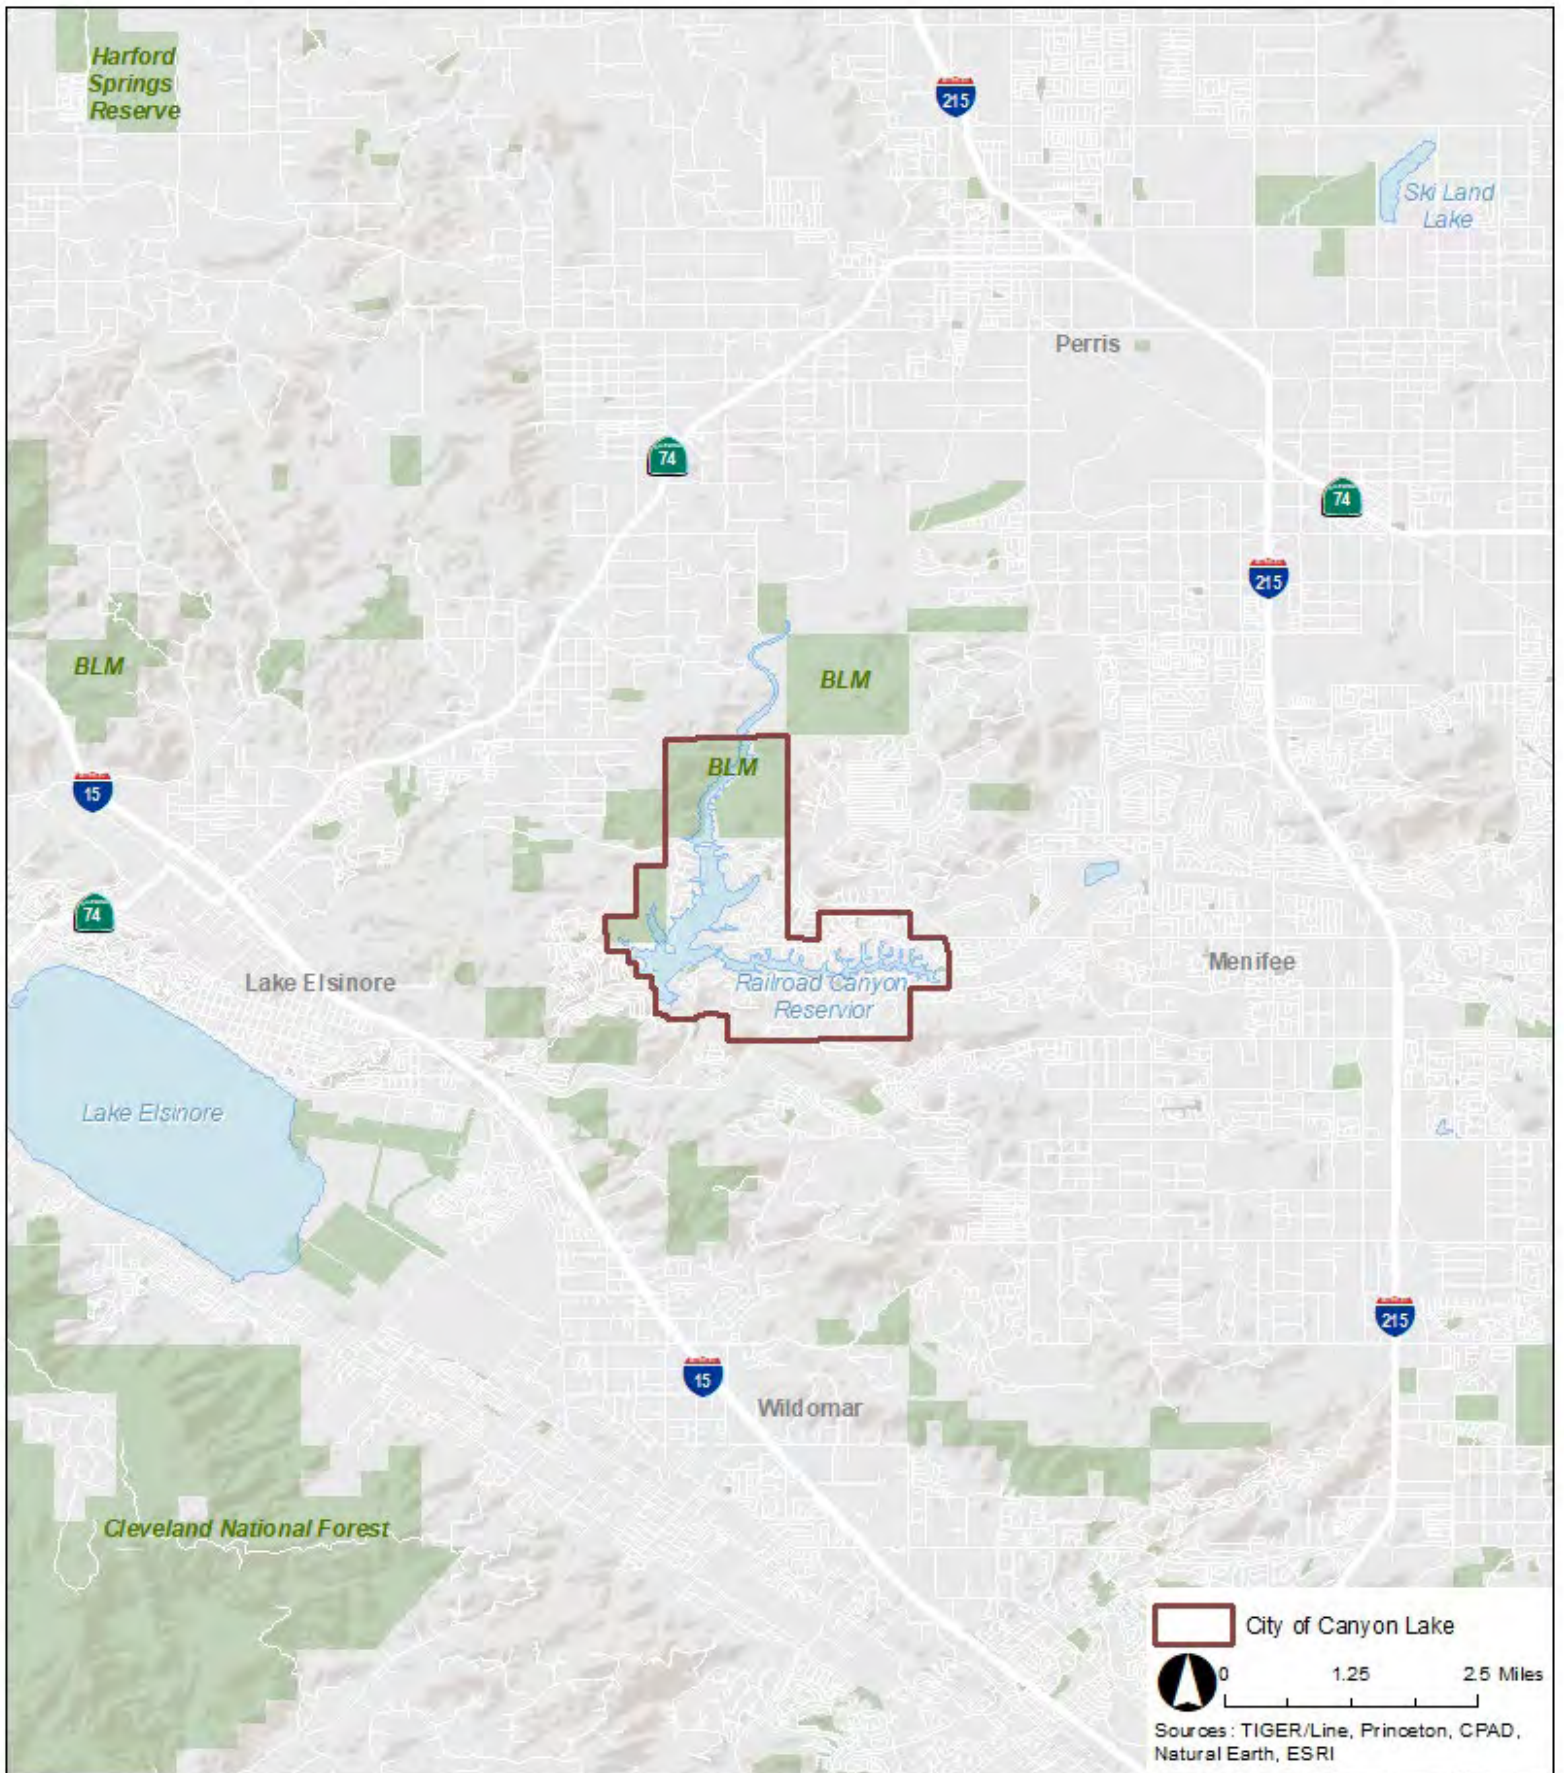 Harford
Springs
Reserve
215
Ski Land
Lake
Perris
74
74
215
BLM
BLM
BLM
15
74
Lake Elsinore
Menifee
Railroad Canyon
Reservior
Lake Elsinore
215
15
Wildomar
Cleveland National Forest
City of Canyon Lake
0 1.25 2.5 Miles
Sources: TIGER/Line, Princeton, CPAD,
Natural Earth, ESRI